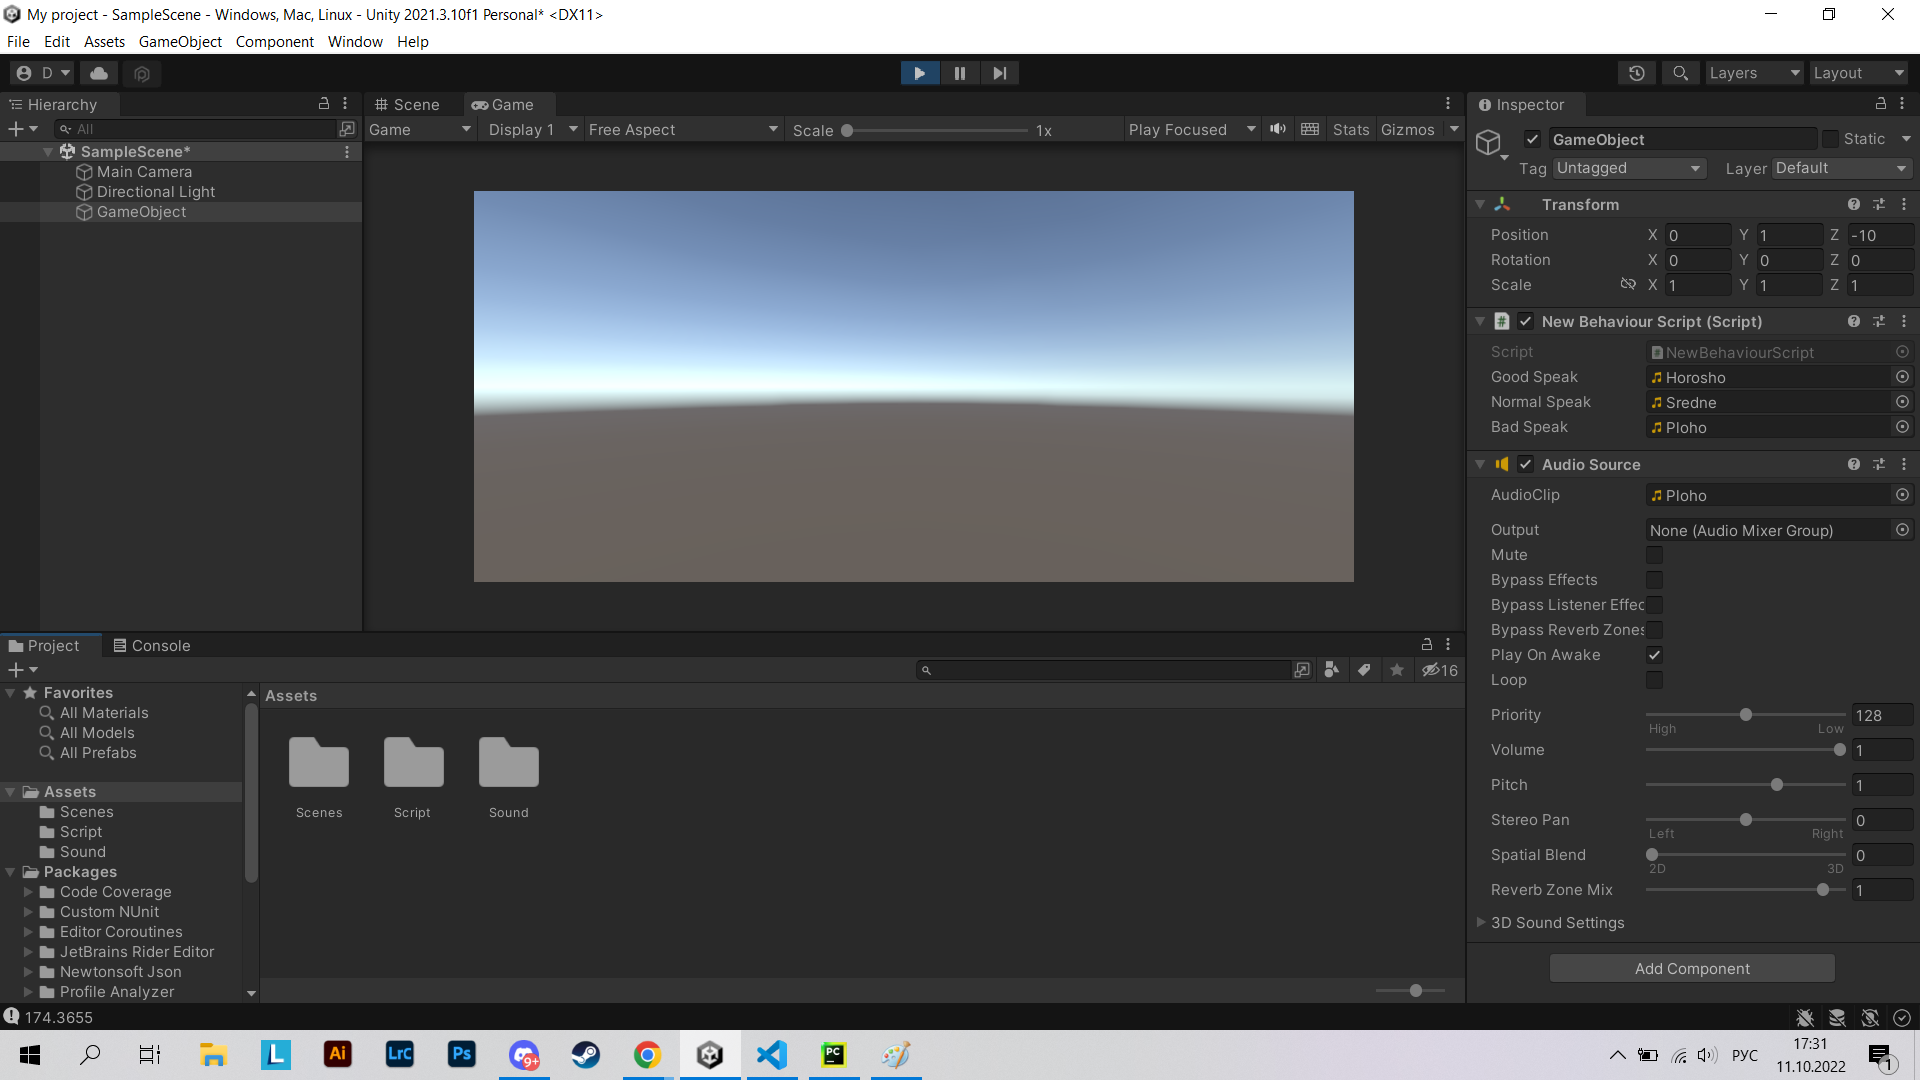 My project - SampleScene - Windows, Mac, Linux - Unity 2021.3.10f1 Personal* <DX11>
File Edit Assets GameObject Component Window Help
D
Layers Layout
Hierarchy
All
SampleScene*
Main Camera
Directional Light
GameObject
Scene Game
Game Display 1 Free Aspect Scale 1x Play Focused Stats Gizmos
Inspector
GameObject Static
Tag Untagged Layer Default
Transform
Position X 0 Y 1 Z -10
Rotation X 0 Y 0 Z 0
Scale X 1 Y 1 Z 1
New Behaviour Script (Script)
Script NewBehaviourScript
Good Speak Horosho
Normal Speak Sredne
Bad Speak Ploho
Audio Source
AudioClip Ploho
Output None (Audio Mixer Group)
Mute
Bypass Effects
Bypass Listener Effec
Bypass Reverb Zones
Play On Awake
Loop
Priority 128
High Low
Volume 1
Pitch 1
Stereo Pan 0
Left Right
Spatial Blend 0
2D 3D
Reverb Zone Mix 1
3D Sound Settings
Add Component
Project Console
16
Favorites
All Materials
All Models
All Prefabs
Assets
Scenes
Script
Sound
Packages
Code Coverage
Custom NUnit
Editor Coroutines
JetBrains Rider Editor
Newtonsoft Json
Profile Analyzer
Assets
Scenes Script Sound
174.3655
L Ai LrC Ps 9+ PC
РУС
17:31
11.10.2022
1